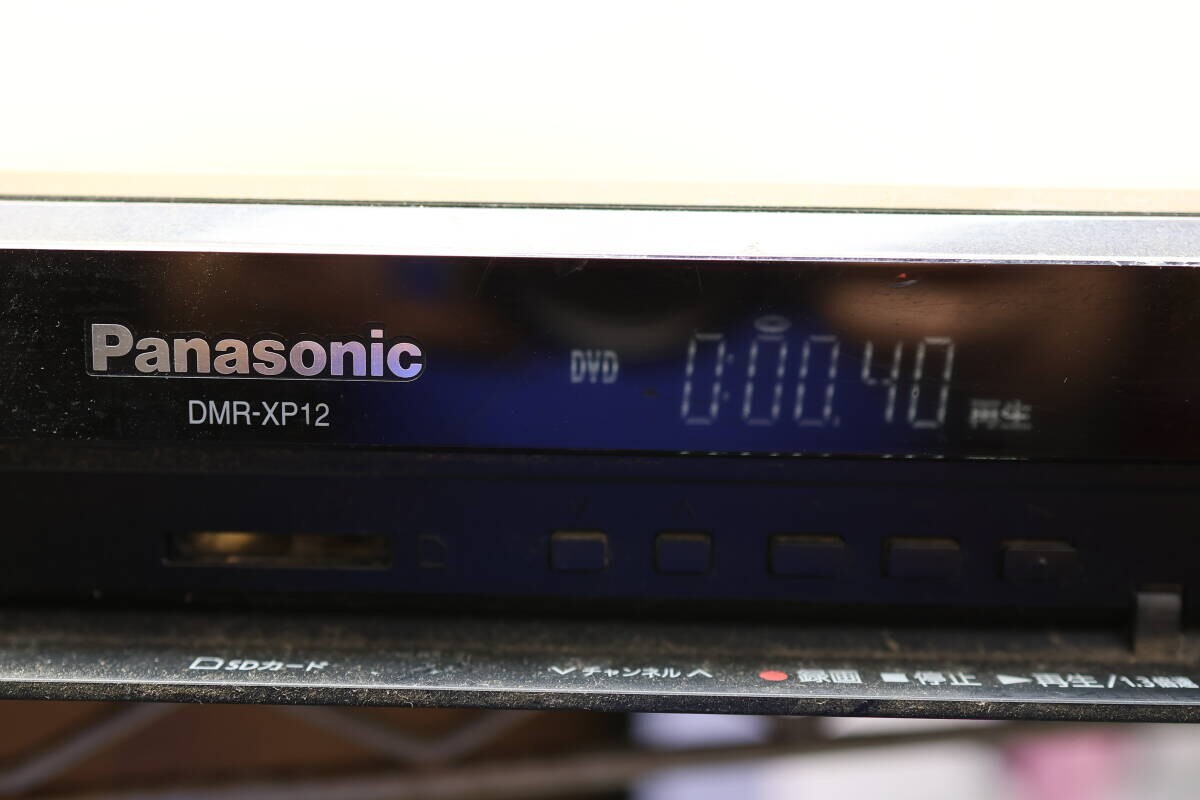 Panasonic
DMR-XP12
DVD 0:00.40 再生
SDカード
チャンネル
録画 停止 再生/1.3倍速